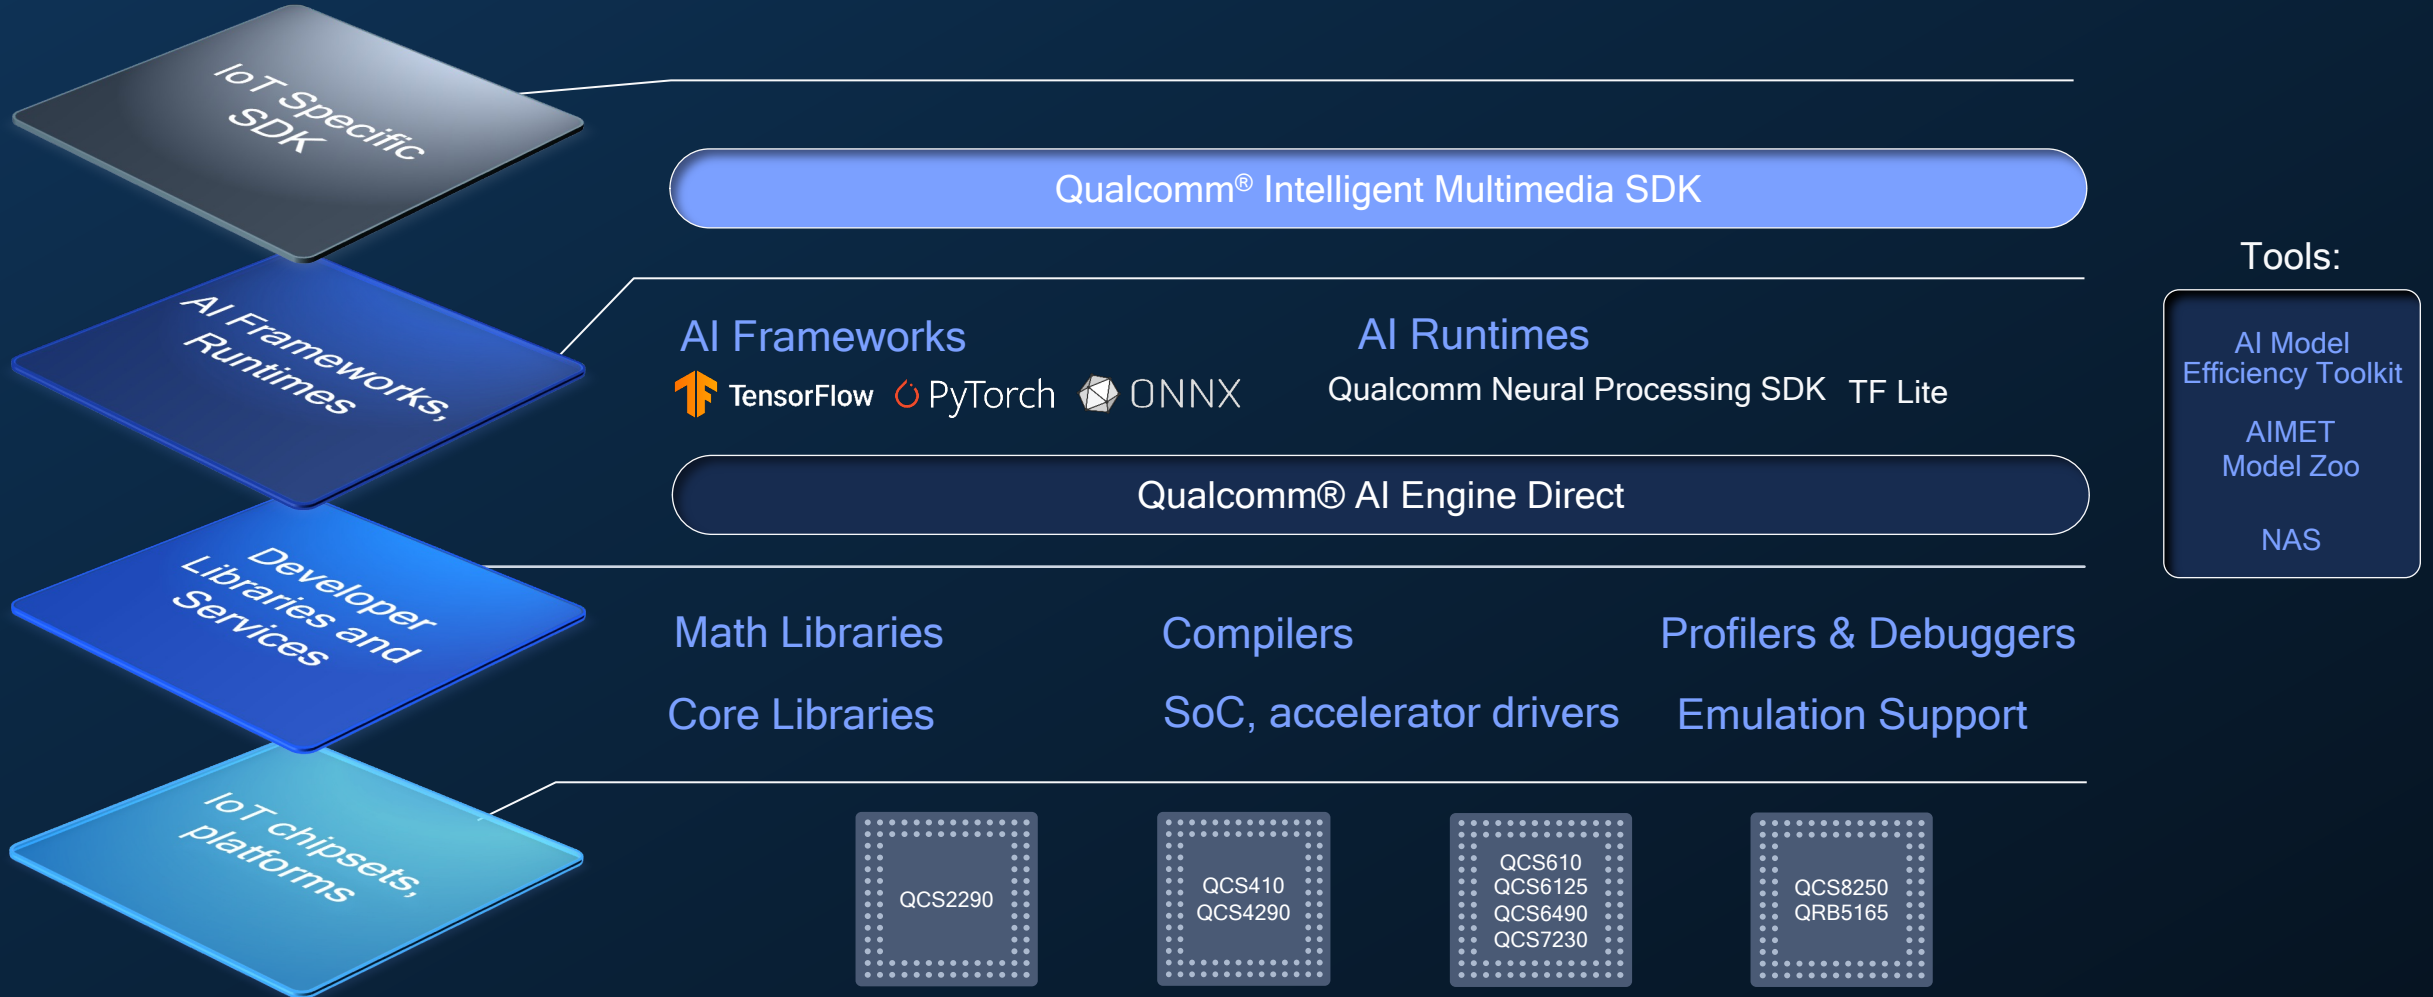 IoT Specific
SDK
Qualcomm® Intelligent Multimedia SDK
AI Frameworks,
Runtimes
AI Frameworks
TensorFlow
PyTorch
ONNX
AI Runtimes
Qualcomm Neural Processing SDK
TF Lite
Qualcomm® AI Engine Direct
Developer
Libraries and
Services
Math Libraries
Compilers
Profilers & Debuggers
Core Libraries
SoC, accelerator drivers
Emulation Support
IoT chipsets,
platforms
QCS2290
QCS410
QCS4290
QCS610
QCS6125
QCS6490
QCS7230
QCS8250
QRB5165
Tools:
AI Model
Efficiency Toolkit
AIMET
Model Zoo
NAS